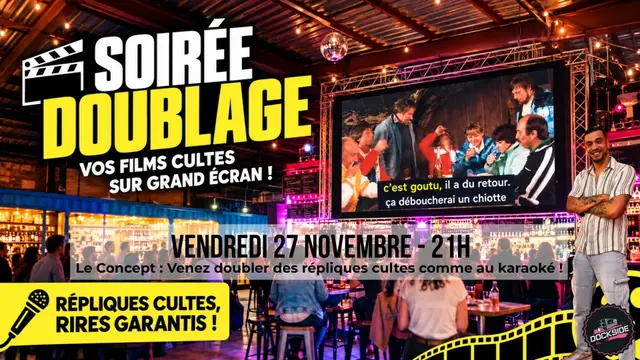 SOIRÉE
DOUBLAGE
VOS FILMS CULTES
SUR GRAND ÉCRAN !
c'est goutu, il a du retour.
ça déboucherai un chiotte
VENDREDI 27 NOVEMBRE - 21H
Le Concept : Venez doubler des répliques cultes comme au karaoké !
RÉPLIQUES CULTES,
RIRES GARANTIS !
DOCKSIDE